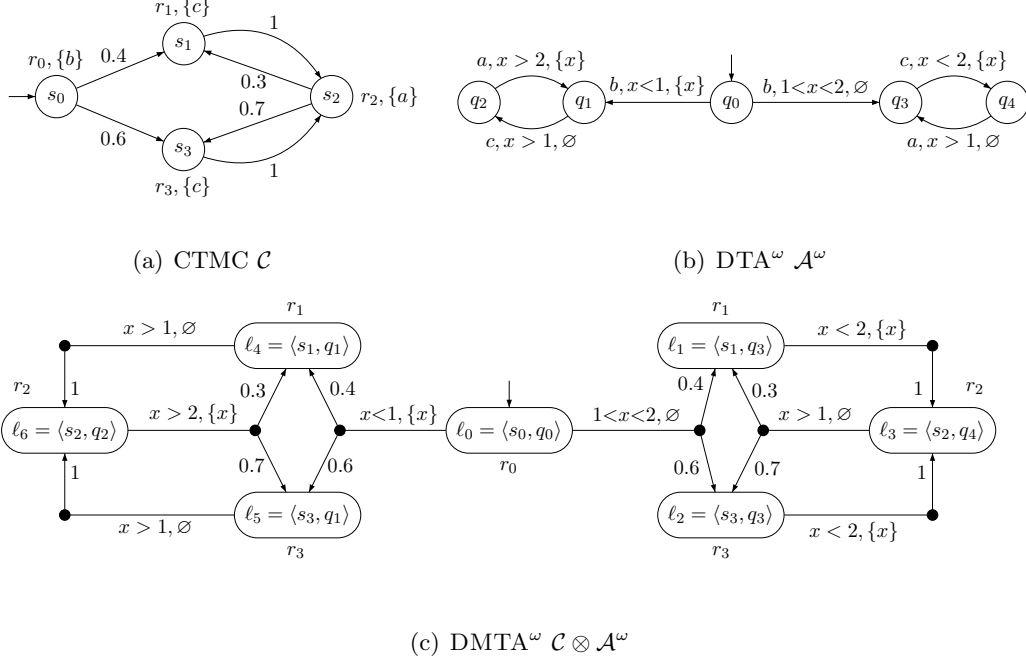 r₁, {c}
1
r₀, {b}
0.4
s₁
s₀
0.3
s₂
r₂, {a}
0.7
0.6
s₃
1
r₃, {c}
(a) CTMC 𝒞
a, x > 2, {x}
c, x < 2, {x}
q₂
q₁
b, x<1, {x}
q₀
b, 1<x<2, ∅
q₃
q₄
c, x > 1, ∅
a, x > 1, ∅
(b) DTA^ω 𝒜^ω
r₁
r₁
x > 1, ∅
ℓ₄ = ⟨s₁, q₁⟩
ℓ₁ = ⟨s₁, q₃⟩
x < 2, {x}
r₂
1
0.3
0.4
0.4
0.3
1
r₂
ℓ₆ = ⟨s₂, q₂⟩
x > 2, {x}
x<1, {x}
ℓ₀ = ⟨s₀, q₀⟩
1<x<2, ∅
x > 1, ∅
ℓ₃ = ⟨s₂, q₄⟩
r₀
1
0.7
0.6
0.6
0.7
1
x > 1, ∅
ℓ₅ = ⟨s₃, q₁⟩
ℓ₂ = ⟨s₃, q₃⟩
x < 2, {x}
r₃
r₃
(c) DMTA^ω 𝒞 ⊗ 𝒜^ω